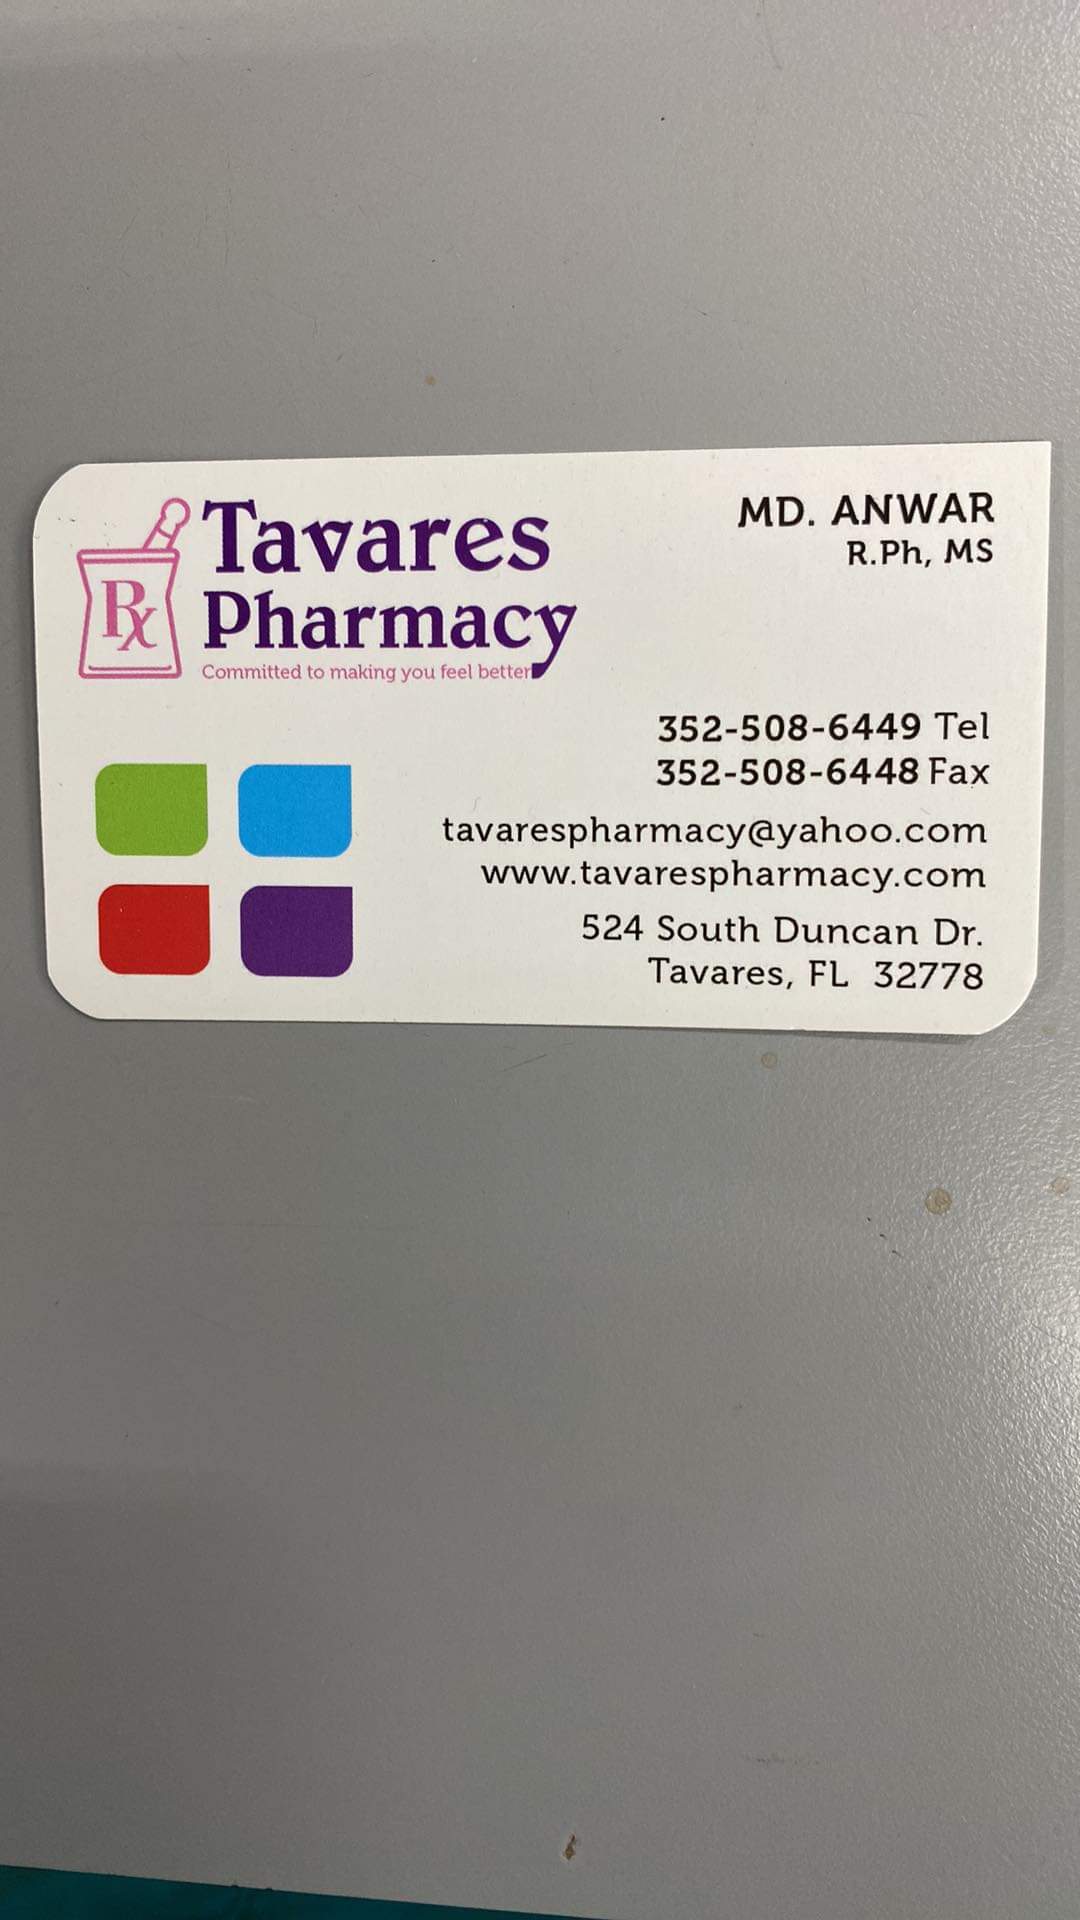 Rx
Tavares
Pharmacy
Committed to making you feel better
MD. ANWAR
R.Ph, MS
352-508-6449 Tel
352-508-6448 Fax
tavarespharmacy@yahoo.com
www.tavarespharmacy.com
524 South Duncan Dr.
Tavares, FL 32778